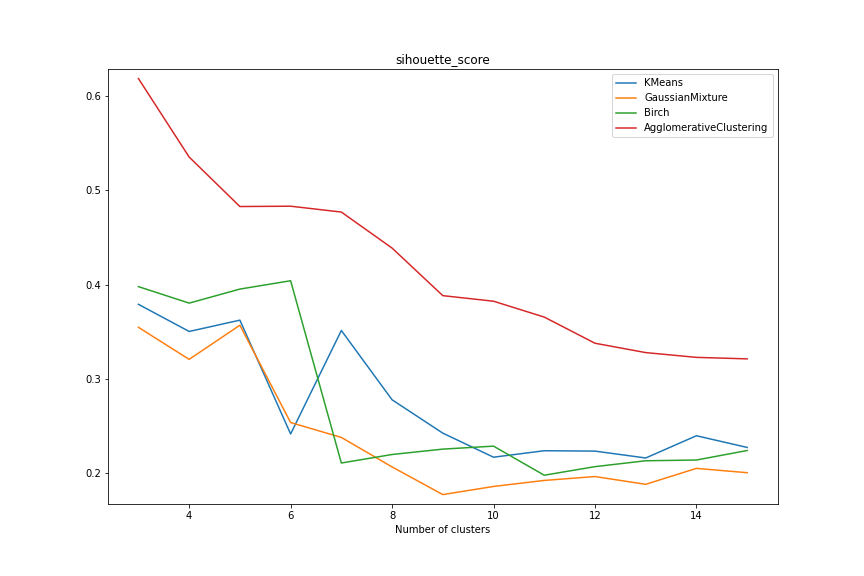 sihouette_score
KMeans
GaussianMixture
Birch
AgglomerativeClustering
0.6
0.5
0.4
0.3
0.2
4 6 8 10 12 14
Number of clusters